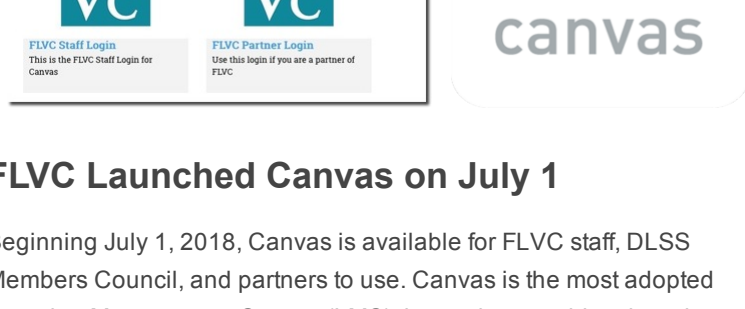 VC VC
FLVC Staff Login
This is the FLVC Staff Login for
Canvas
FLVC Partner Login
Use this login if you are a partner of
FLVC
canvas
FLVC Launched Canvas on July 1
Beginning July 1, 2018, Canvas is available for FLVC staff, DLSS
Members Council, and partners to use. Canvas is the most adopted